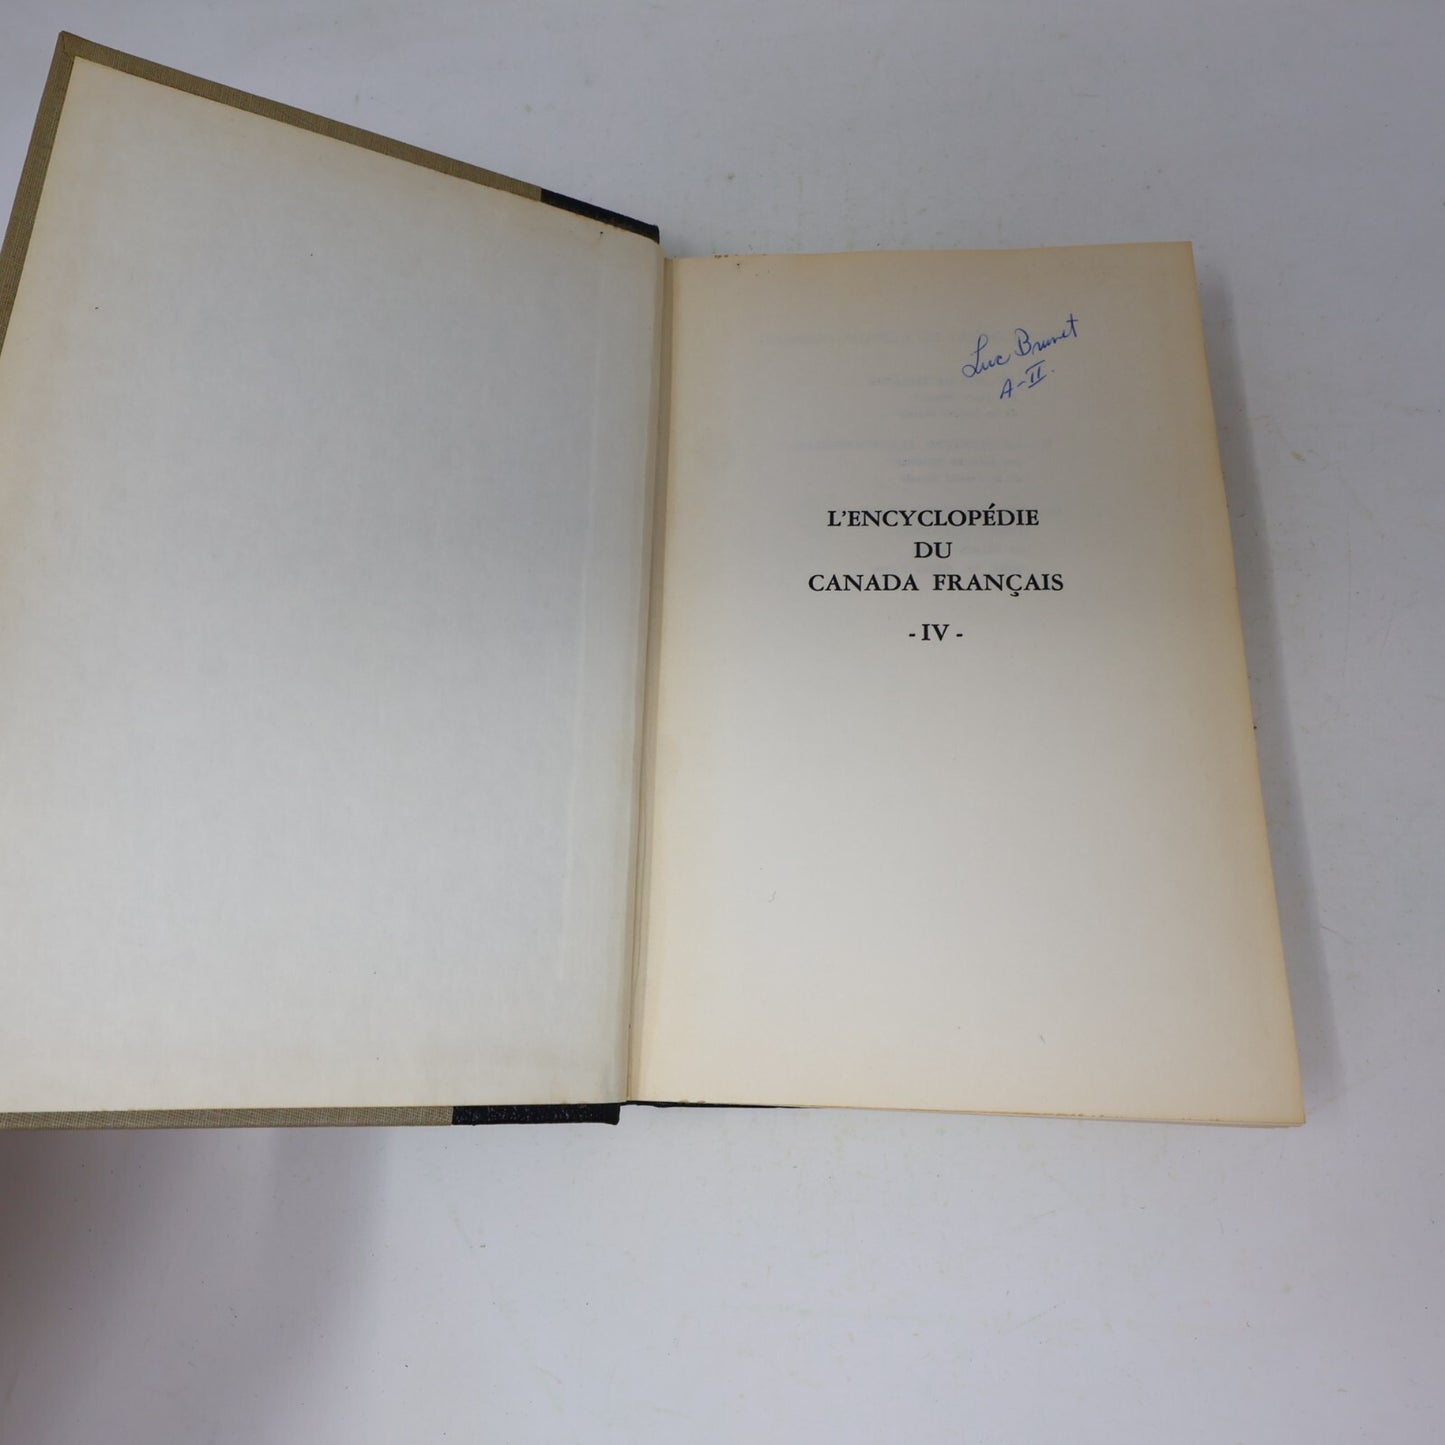 Luc Brunet
A-II.
L'ENCYCLOPÉDIE
DU
CANADA FRANÇAIS
- IV -